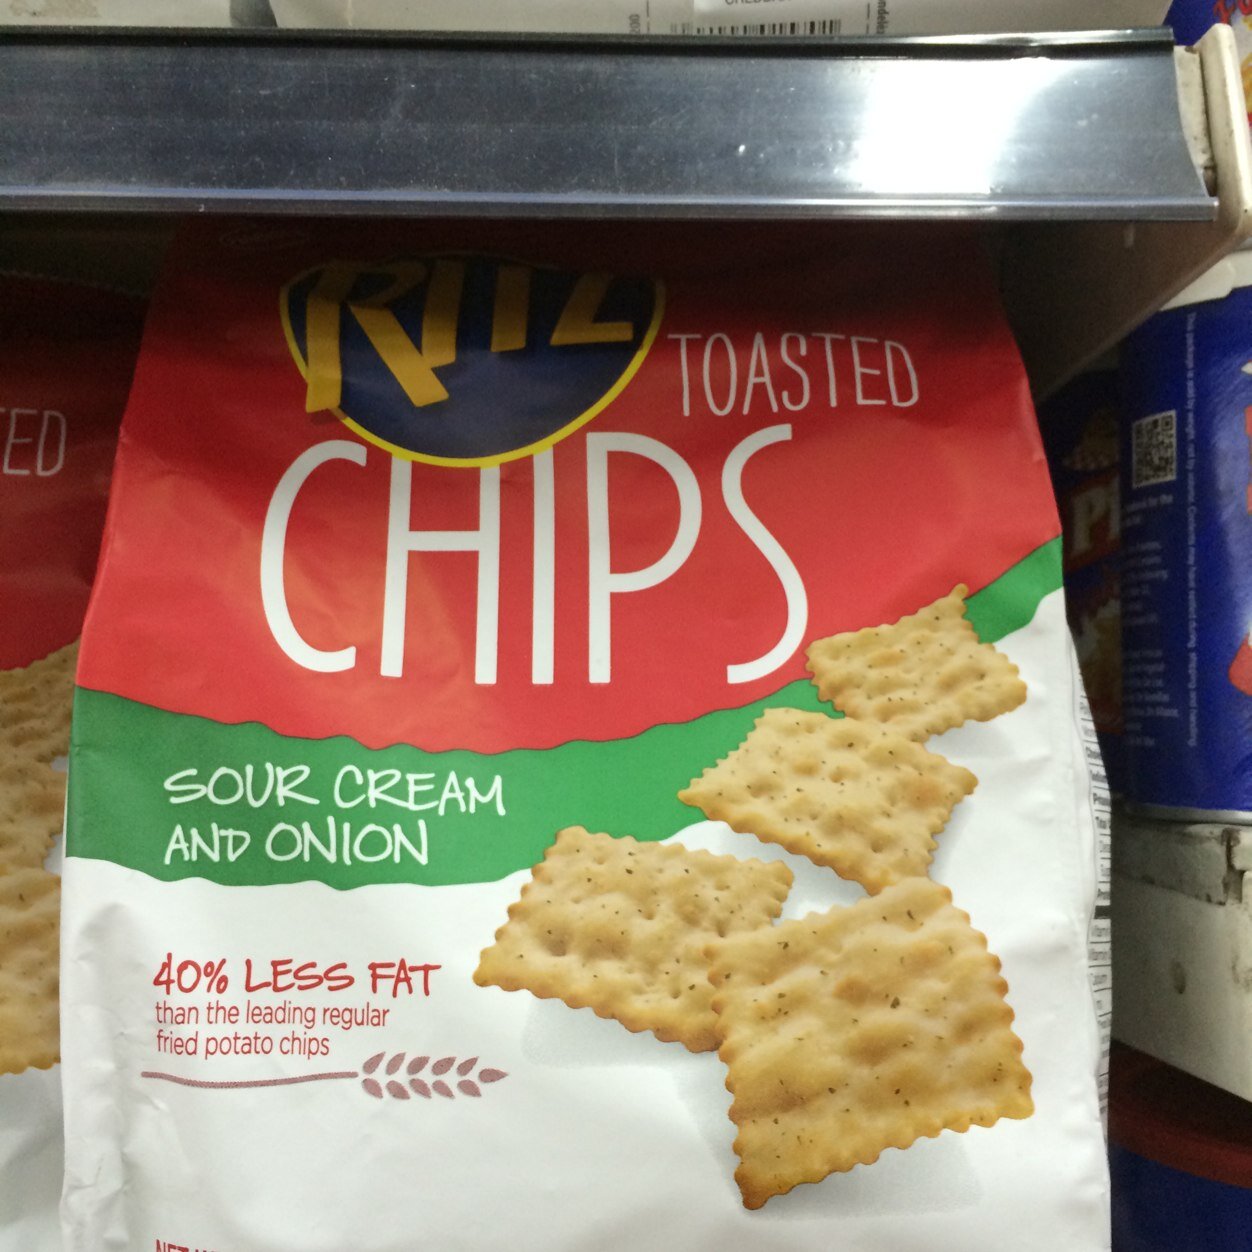 RITZ
TOASTED
CHIPS
SOUR CREAM
AND ONION
40% LESS FAT
than the leading regular
fried potato chips